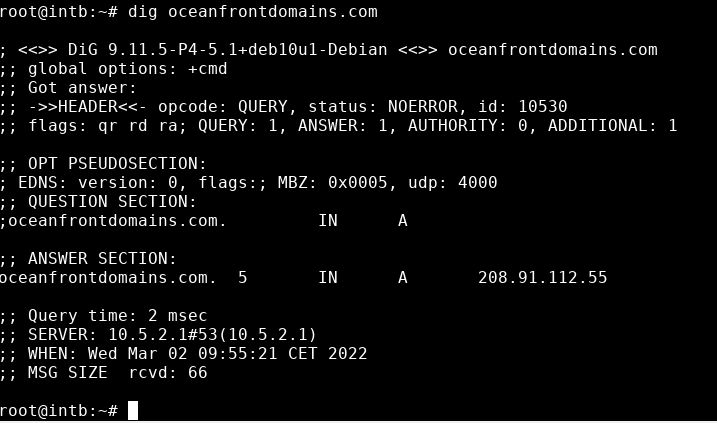 root@intb:~# dig oceanfrontdomains.com
; <<>> DiG 9.11.5-P4-5.1+deb10u1-Debian <<>> oceanfrontdomains.com
;; global options: +cmd
;; Got answer:
;; ->>HEADER<<- opcode: QUERY, status: NOERROR, id: 10530
;; flags: qr rd ra; QUERY: 1, ANSWER: 1, AUTHORITY: 0, ADDITIONAL: 1
;; OPT PSEUDOSECTION:
; EDNS: version: 0, flags:; MBZ: 0x0005, udp: 4000
;; QUESTION SECTION:
;oceanfrontdomains.com. IN A
;; ANSWER SECTION:
oceanfrontdomains.com. 5 IN A 208.91.112.55
;; Query time: 2 msec
;; SERVER: 10.5.2.1#53(10.5.2.1)
;; WHEN: Wed Mar 02 09:55:21 CET 2022
;; MSG SIZE rcvd: 66
root@intb:~#